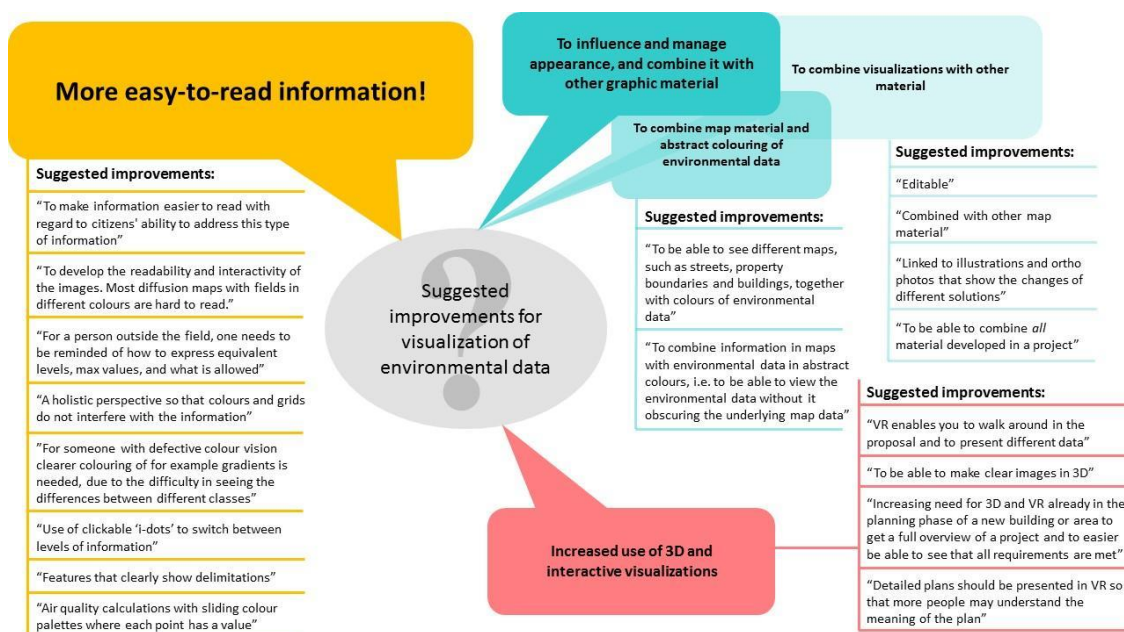 More easy-to-read information!
To influence and manage
appearance, and combine it with
other graphic material
To combine visualizations with other
material
To combine map material and
abstract colouring of
environmental data
Suggested improvements:
“To make information easier to read with
regard to citizens' ability to address this type
of information”
“To develop the readability and interactivity of
the images. Most diffusion maps with fields in
different colours are hard to read.”
“For a person outside the field, one needs to
be reminded of how to express equivalent
levels, max values, and what is allowed”
“A holistic perspective so that colours and grids
do not interfere with the information”
”For someone with defective colour vision
clearer colouring of for example gradients is
needed, due to the difficulty in seeing the
differences between different classes”
“Use of clickable ‘i-dots’ to switch between
levels of information”
“Features that clearly show delimitations”
“Air quality calculations with sliding colour
palettes where each point has a value”
?
Suggested
improvements for
visualization of
environmental data
Suggested improvements:
“To be able to see different maps,
such as streets, property
boundaries and buildings, together
with colours of environmental
data”
“To combine information in maps
with environmental data in abstract
colours, i.e. to be able to view the
environmental data without it
obscuring the underlying map data”
Suggested improvements:
“Editable”
“Combined with other map
material”
“Linked to illustrations and ortho
photos that show the changes of
different solutions”
“To be able to combine all
material developed in a project”
Increased use of 3D and
interactive visualizations
Suggested improvements:
“VR enables you to walk around in the
proposal and to present different data”
“To be able to make clear images in 3D”
“Increasing need for 3D and VR already in the
planning phase of a new building or area to
get a full overview of a project and to easier
be able to see that all requirements are met”
“Detailed plans should be presented in VR so
that more people may understand the
meaning of the plan”